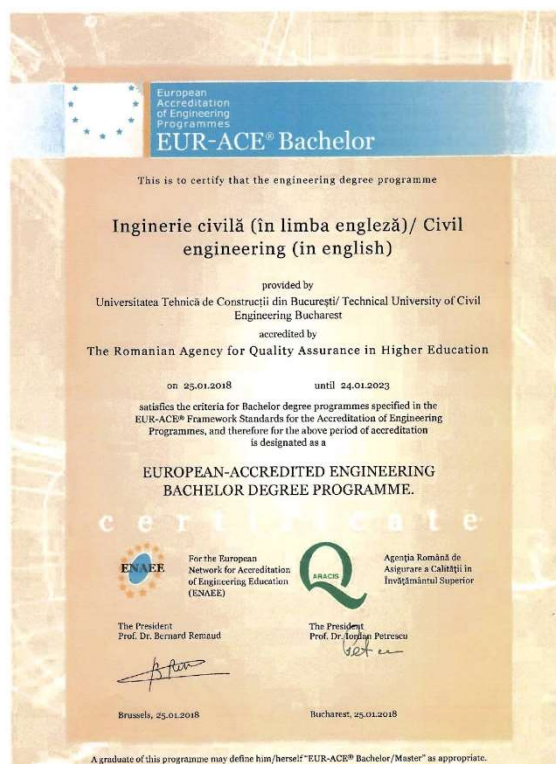 European
Accreditation
of Engineering
Programmes
EUR-ACE® Bachelor
This is to certify that the engineering degree programme
Inginerie civilă (în limba engleză)/ Civil
engineering (in english)
provided by
Universitatea Tehnică de Construcții din București/ Technical University of Civil
Engineering Bucharest
accredited by
The Romanian Agency for Quality Assurance in Higher Education
on 25.01.2018 until 24.01.2023
satisfies the criteria for Bachelor degree programmes specified in the
EUR-ACE® Framework Standards for the Accreditation of Engineering
Programmes, and therefore for the above period of accreditation
is designated as a
EUROPEAN-ACCREDITED ENGINEERING
BACHELOR DEGREE PROGRAMME.
certificate
ENAEE
For the European
Network for Accreditation
of Engineering Education
(ENAEE)
ARACIS
Agenția Română de
Asigurare a Calității în
Învățământul Superior
The President
Prof. Dr. Bernard Remaud
The President
Prof. Dr. Iordan Petrescu
Brussels, 25.01.2018
Bucharest, 25.01.2018
A graduate of this programme may define him/herself "EUR-ACE® Bachelor/Master" as appropriate.